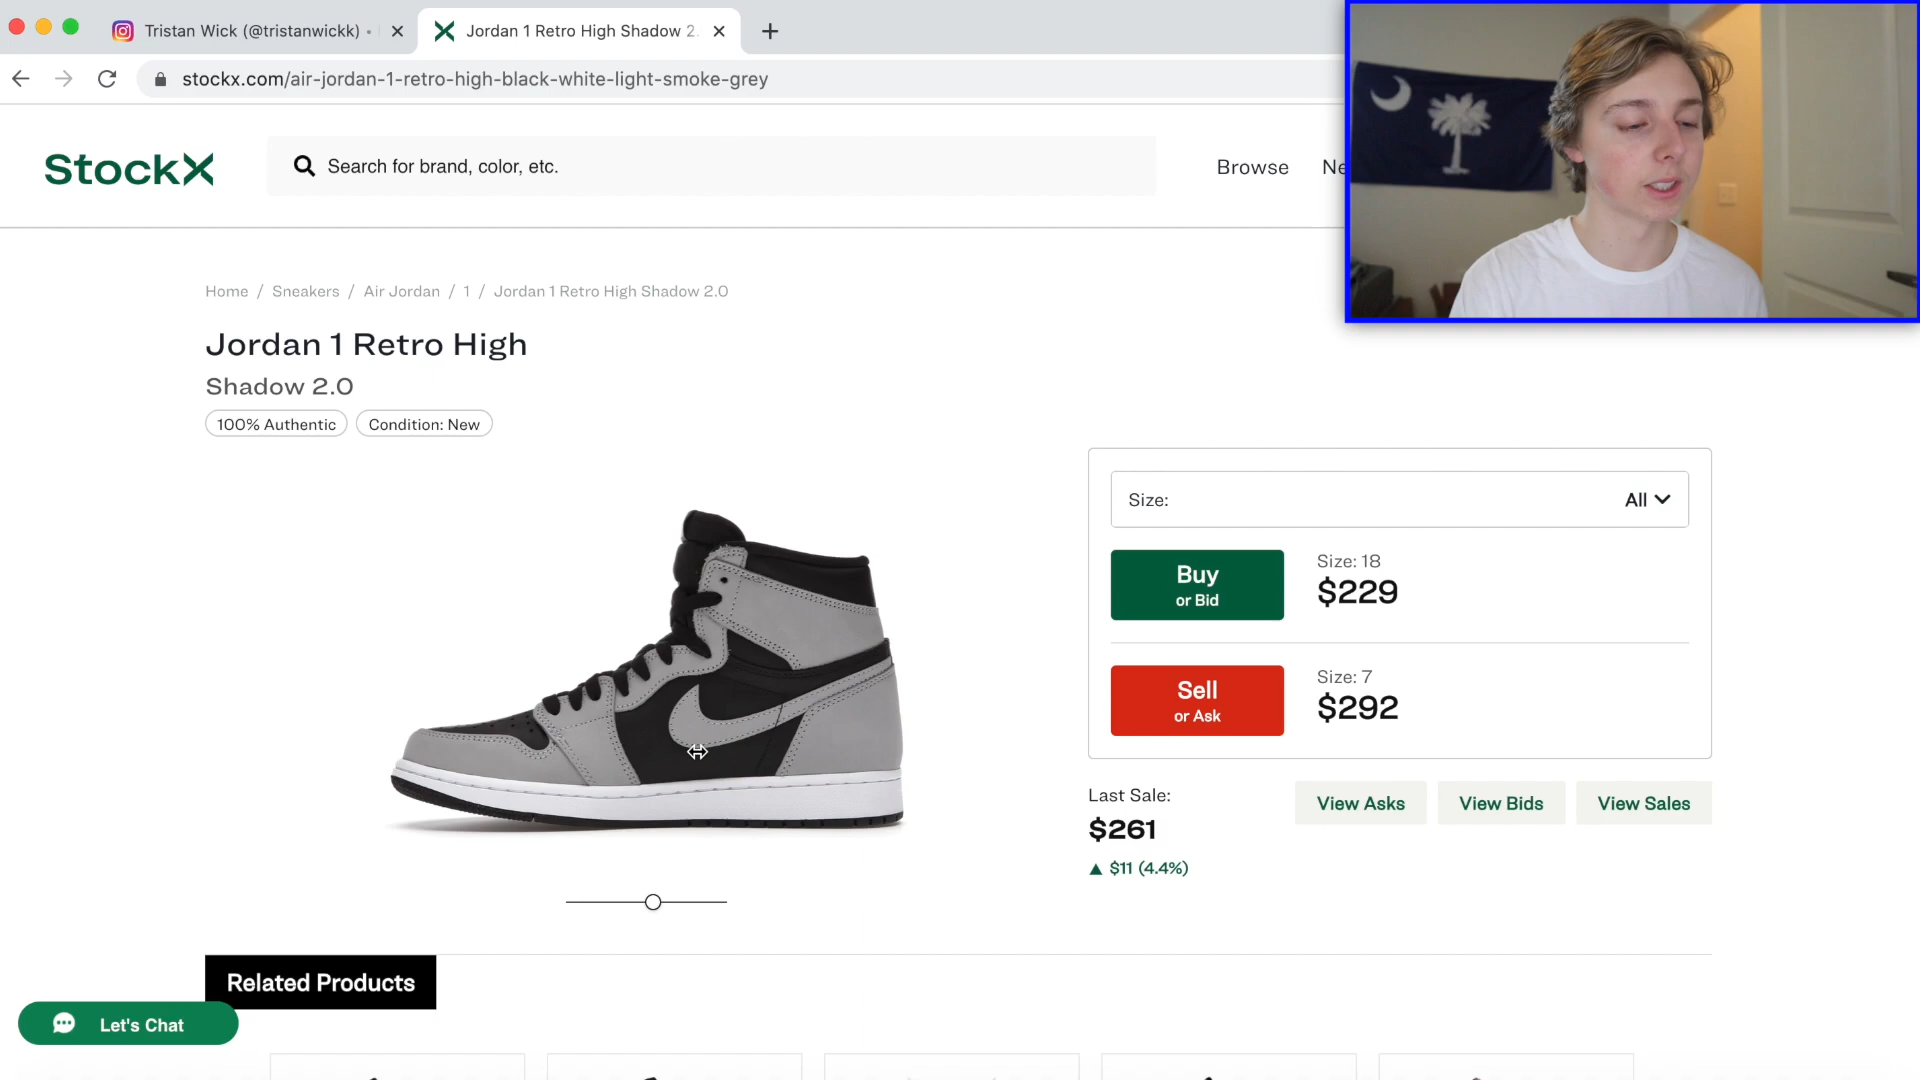 Tristan Wick (@tristanwickk) •
Jordan 1 Retro High Shadow 2.
stockx.com/air-jordan-1-retro-high-black-white-light-smoke-grey
StockX
Search for brand, color, etc.
Browse
Home / Sneakers / Air Jordan / 1 / Jordan 1 Retro High Shadow 2.0
Jordan 1 Retro High
Shadow 2.0
100% Authentic
Condition: New
Size:
All
Buy
or Bid
Size: 18
$229
Sell
or Ask
Size: 7
$292
Last Sale:
$261
▲ $11 (4.4%)
View Asks
View Bids
View Sales
Related Products
Let's Chat